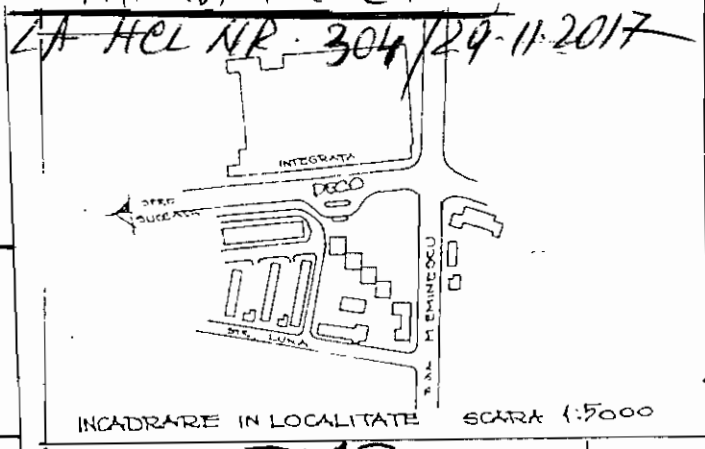 LA HCL NR. 304/29-11-2017
INTEGRATA
DECO
SPRE
SUCEAVA
M EMINESCU
STR. LUNA
INCADRARE IN LOCALITATE SCARA 1:5000